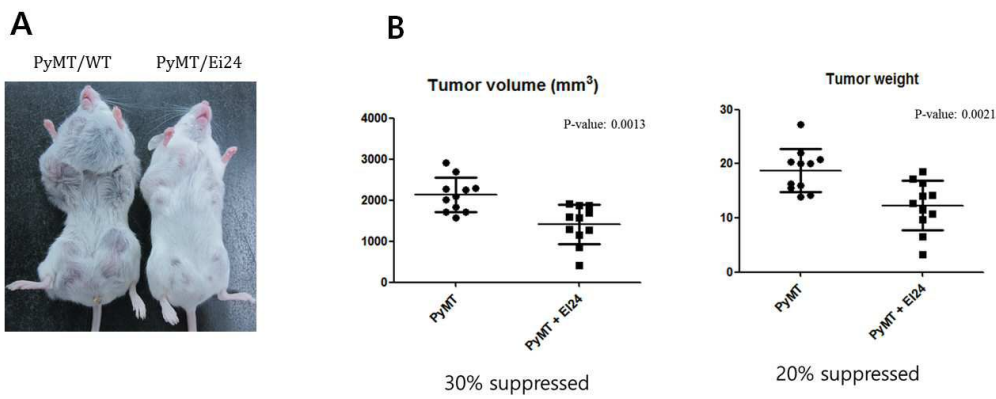 A
PyMT/WT PyMT/Ei24
B
Tumor volume (mm³)
P-value: 0.0013
4000
3000
2000
1000
0
PyMT
PyMT + EI24
30% suppressed
Tumor weight
P-value: 0.0021
30
20
10
0
PyMT
PyMT + EI24
20% suppressed